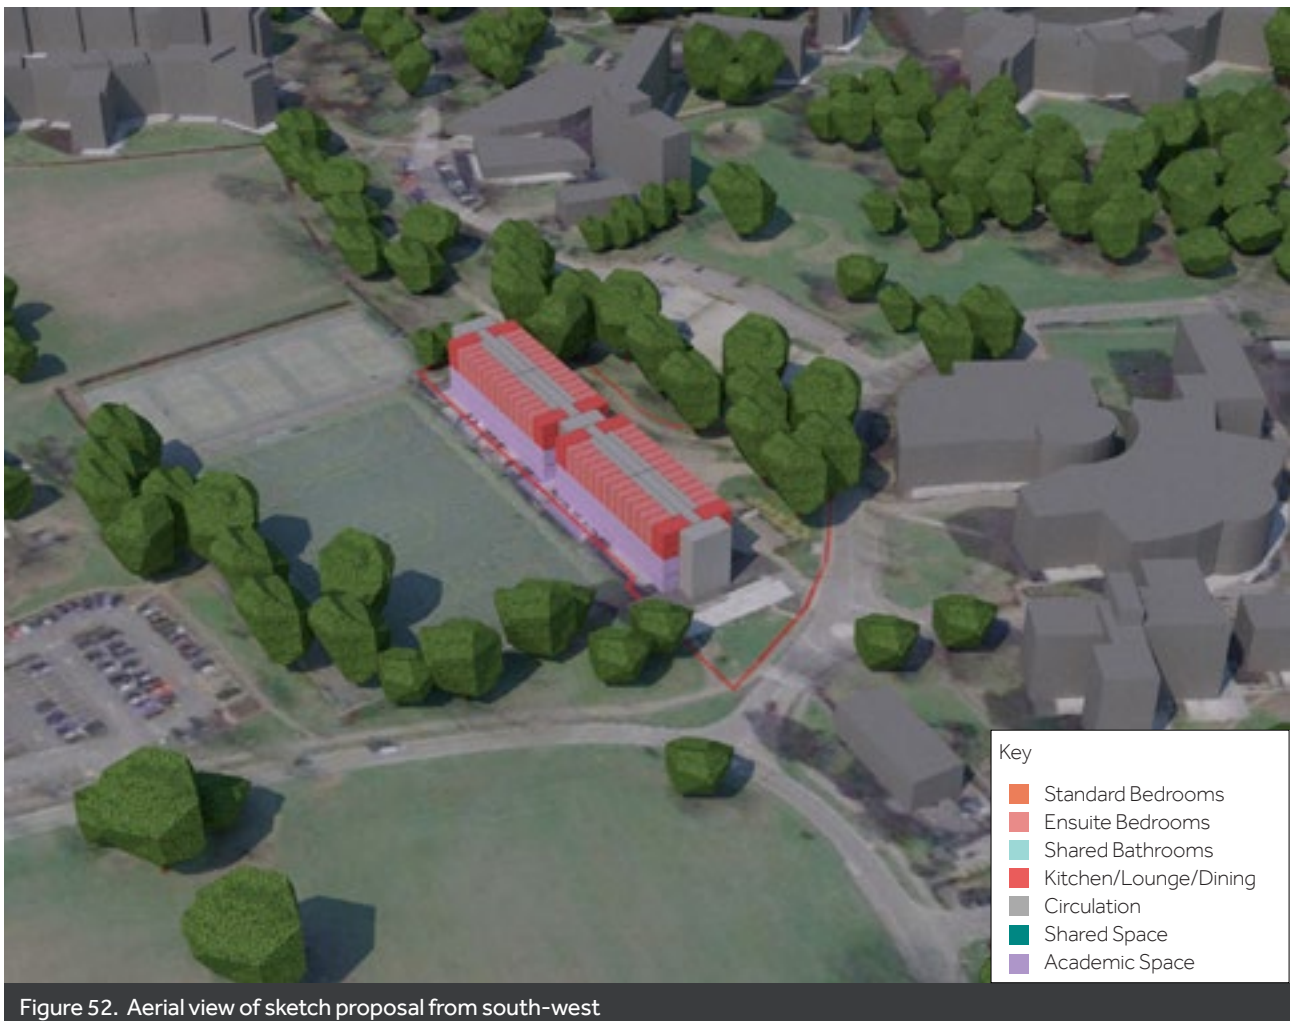 Key
Standard Bedrooms
Ensuite Bedrooms
Shared Bathrooms
Kitchen/Lounge/Dining
Circulation
Shared Space
Academic Space
Figure 52. Aerial view of sketch proposal from south-west